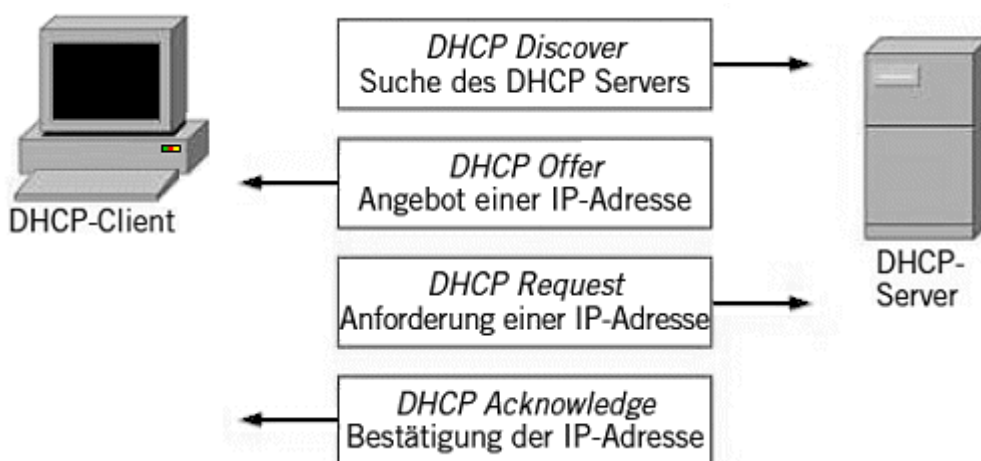 DHCP Discover
Suche des DHCP Servers
DHCP Offer
Angebot einer IP-Adresse
DHCP-Client
DHCP-
Server
DHCP Request
Anforderung einer IP-Adresse
DHCP Acknowledge
Bestätigung der IP-Adresse